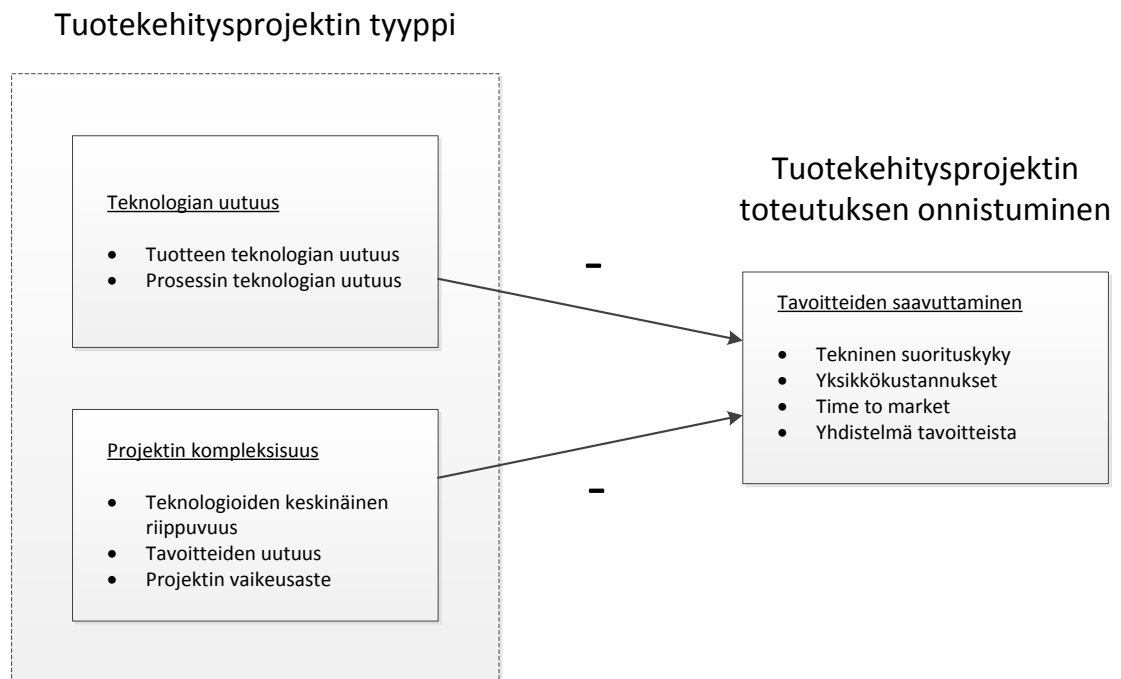 Tuotekehitysprojektin tyyppi
Teknologian uutuus
• Tuotteen teknologian uutuus
• Prosessin teknologian uutuus
Projektin kompleksisuus
• Teknologioiden keskinäinen
riippuvuus
• Tavoitteiden uutuus
• Projektin vaikeusaste
-
-
Tuotekehitysprojektin
toteutuksen onnistuminen
Tavoitteiden saavuttaminen
• Tekninen suorituskyky
• Yksikkökustannukset
• Time to market
• Yhdistelmä tavoitteista